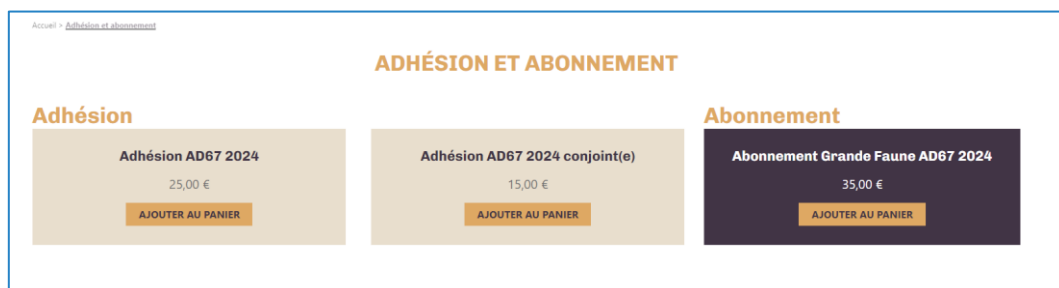 Accueil > Adhésion et abonnement
ADHÉSION ET ABONNEMENT
Adhésion
Adhésion AD67 2024
25,00 €
AJOUTER AU PANIER
Adhésion AD67 2024 conjoint(e)
15,00 €
AJOUTER AU PANIER
Abonnement
Abonnement Grande Faune AD67 2024
35,00 €
AJOUTER AU PANIER